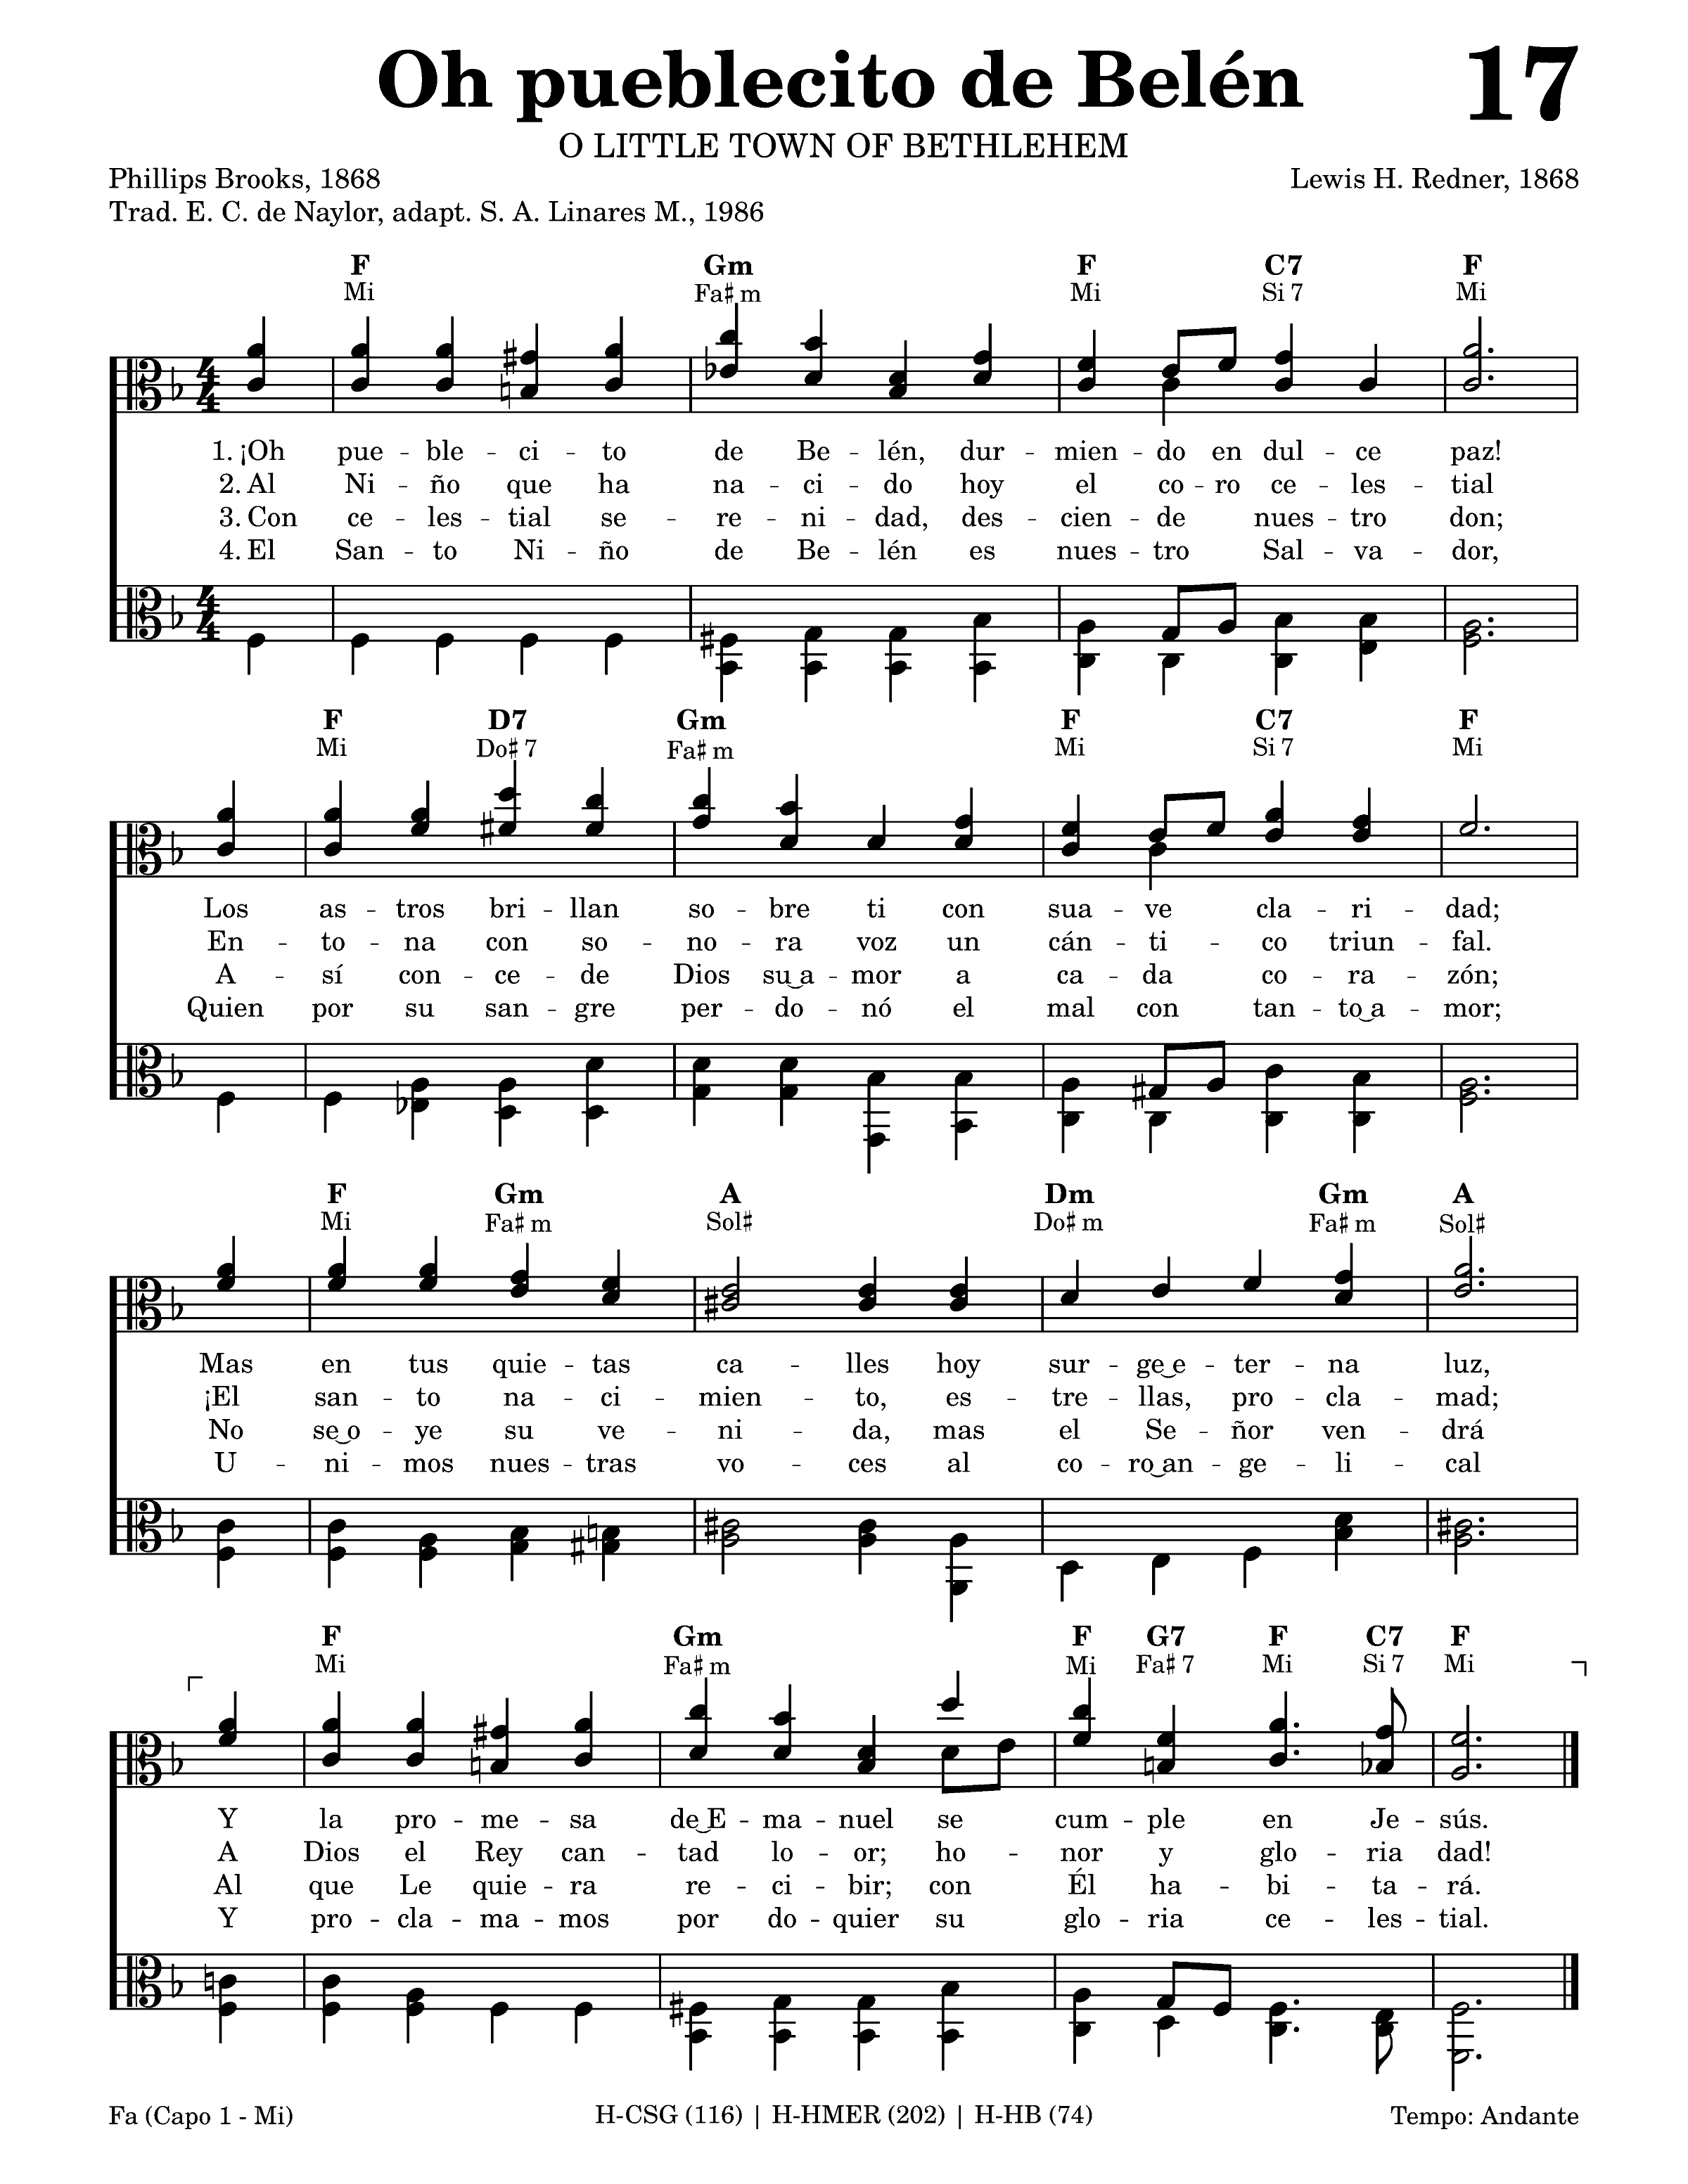 Oh pueblecito de Belén
17
O LITTLE TOWN OF BETHLEHEM
Phillips Brooks, 1868
Lewis H. Redner, 1868
Trad. E. C. de Naylor, adapt. S. A. Linares M., 1986
F Gm F C7 F
Mi Fa♯ m Mi Si 7 Mi
1. ¡Oh pue -- ble -- ci -- to de Be -- lén, dur -- mien -- do en dul -- ce paz!
2. Al Ni -- ño que ha na -- ci -- do hoy el co -- ro ce -- les -- tial
3. Con ce -- les -- tial se -- re -- ni -- dad, des -- cien -- de nues -- tro don;
4. El San -- to Ni -- ño de Be -- lén es nues -- tro Sal -- va -- dor,
F D7 Gm F C7 F
Mi Do♯ 7 Fa♯ m Mi Si 7 Mi
Los as -- tros bri -- llan so -- bre ti con sua -- ve cla -- ri -- dad;
En -- to -- na con so -- no -- ra voz un cán -- ti -- co triun -- fal.
A -- sí con -- ce -- de Dios su‿a -- mor a ca -- da co -- ra -- zón;
Quien por su san -- gre per -- do -- nó el mal con tan -- to‿a -- mor;
F Gm A Dm Gm A
Mi Fa♯ m Sol♯ Do♯ m Fa♯ m Sol♯
Mas en tus quie -- tas ca -- lles hoy sur -- ge‿e -- ter -- na luz,
¡El san -- to na -- ci -- mien -- to, es -- tre -- llas, pro -- cla -- mad;
No se‿o -- ye su ve -- ni -- da, mas el Se -- ñor ven -- drá
U -- ni -- mos nues -- tras vo -- ces al co -- ro‿an -- ge -- li -- cal
F Gm F G7 F C7 F
Mi Fa♯ m Mi Fa♯ 7 Mi Si 7 Mi
Y la pro -- me -- sa de‿E -- ma -- nuel se cum -- ple en Je -- sús.
A Dios el Rey can -- tad lo -- or; ho -- nor y glo -- ria dad!
Al que Le quie -- ra re -- ci -- bir; con Él ha -- bi -- ta -- rá.
Y pro -- cla -- ma -- mos por do -- quier su glo -- ria ce -- les -- tial.
Fa (Capo 1 - Mi)
H-CSG (116) | H-HMER (202) | H-HB (74)
Tempo: Andante